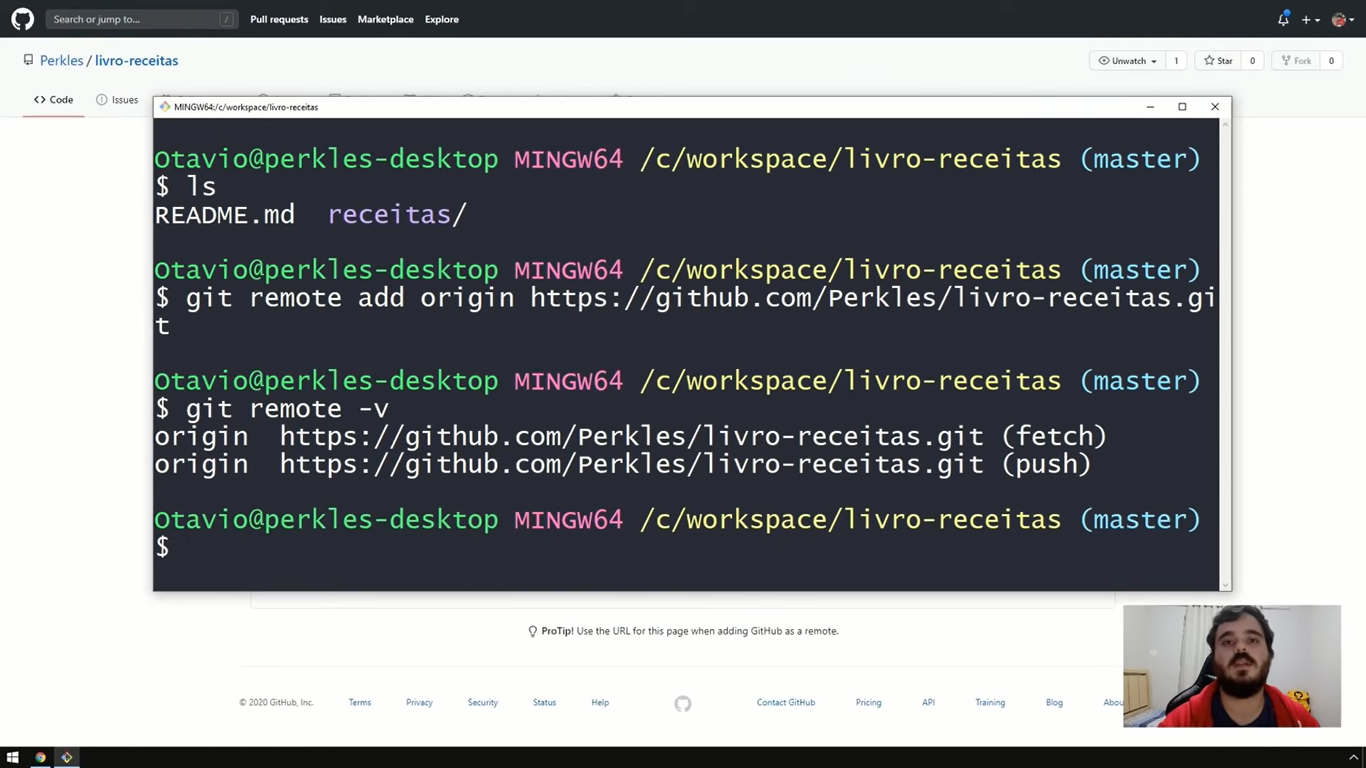 Search or jump to...
/
Pull requests
Issues
Marketplace
Explore
Perkles / livro-receitas
Unwatch
1
Star
0
Fork
0
Code
Issues
MINGW64:/c/workspace/livro-receitas
Otavio@perkles-desktop MINGW64 /c/workspace/livro-receitas (master)
$ ls
README.md receitas/
Otavio@perkles-desktop MINGW64 /c/workspace/livro-receitas (master)
$ git remote add origin https://github.com/Perkles/livro-receitas.gi
t
Otavio@perkles-desktop MINGW64 /c/workspace/livro-receitas (master)
$ git remote -v
origin https://github.com/Perkles/livro-receitas.git (fetch)
origin https://github.com/Perkles/livro-receitas.git (push)
Otavio@perkles-desktop MINGW64 /c/workspace/livro-receitas (master)
$
ProTip! Use the URL for this page when adding GitHub as a remote.
© 2020 GitHub, Inc.
Terms
Privacy
Security
Status
Help
Contact GitHub
Pricing
API
Training
Blog
Abou